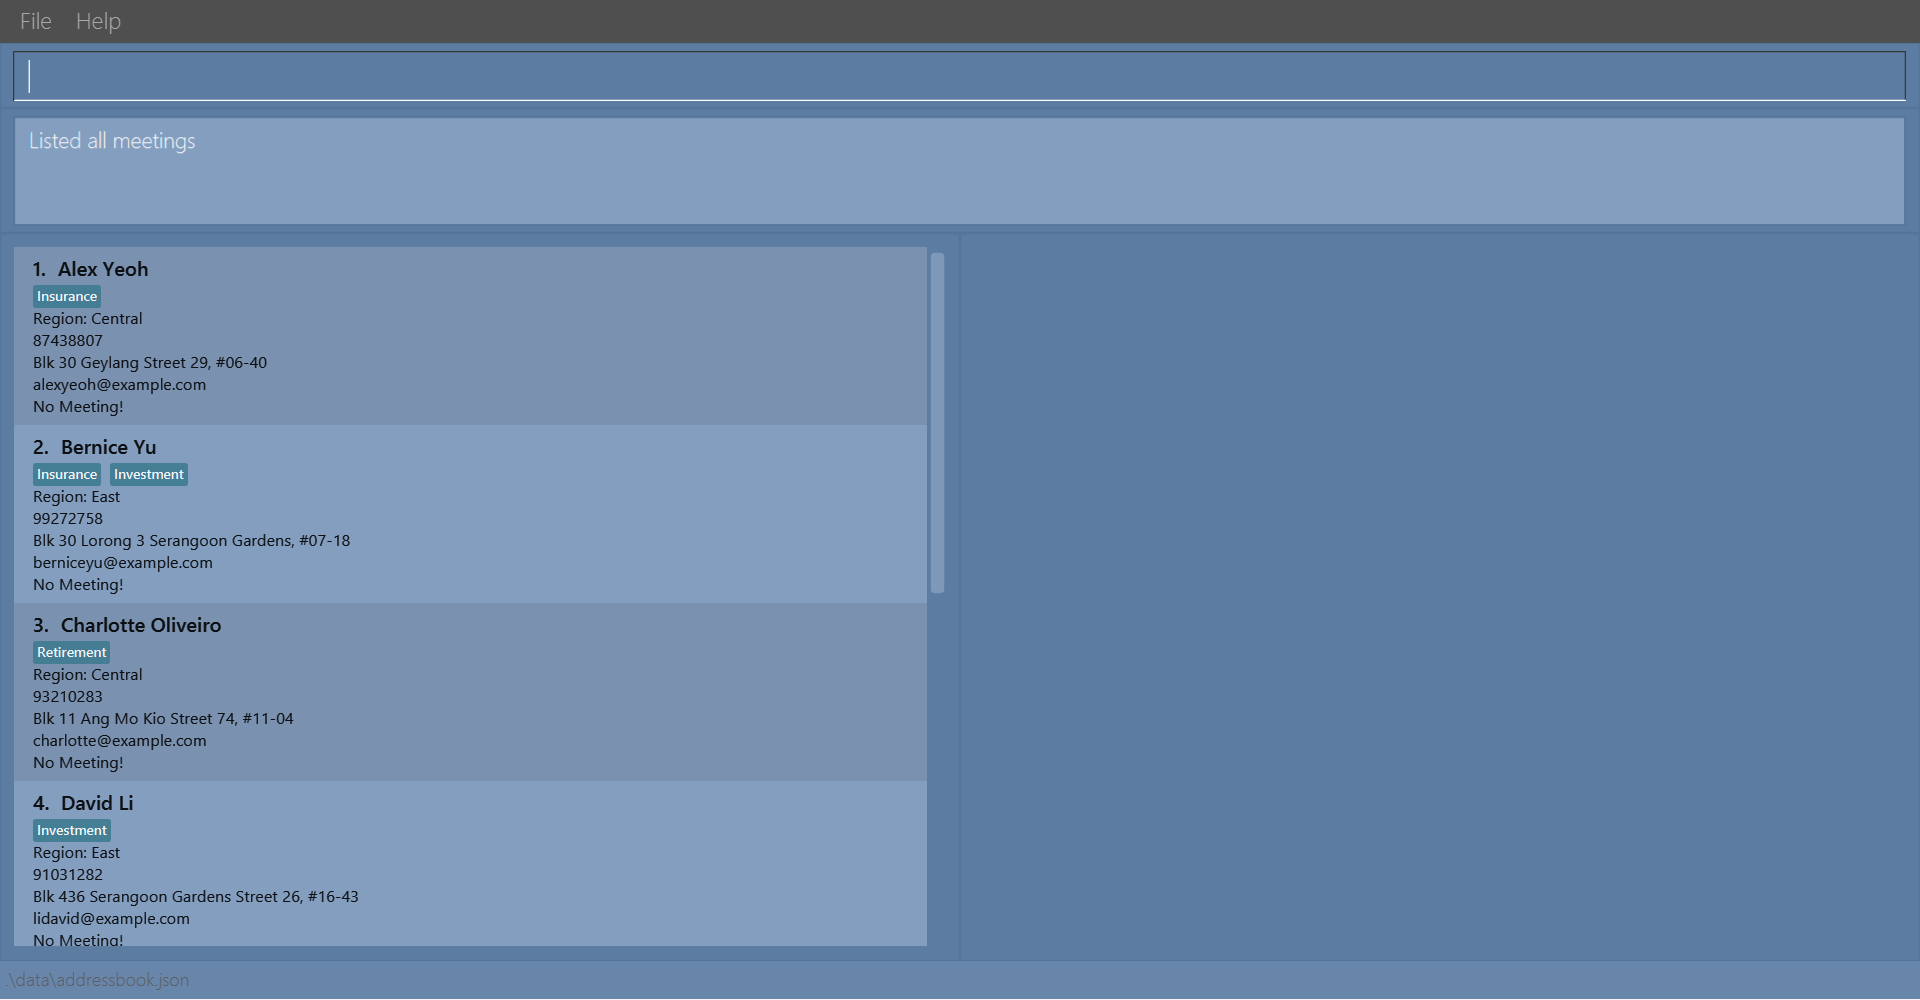 File Help
Listed all meetings
1. Alex Yeoh
Insurance
Region: Central
87438807
Blk 30 Geylang Street 29, #06-40
alexyeoh@example.com
No Meeting!
2. Bernice Yu
Insurance Investment
Region: East
99272758
Blk 30 Lorong 3 Serangoon Gardens, #07-18
berniceyu@example.com
No Meeting!
3. Charlotte Oliveiro
Retirement
Region: Central
93210283
Blk 11 Ang Mo Kio Street 74, #11-04
charlotte@example.com
No Meeting!
4. David Li
Investment
Region: East
91031282
Blk 436 Serangoon Gardens Street 26, #16-43
lidavid@example.com
No Meeting!
.\data\addressbook.json